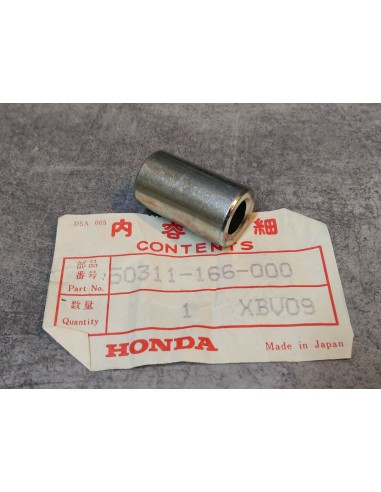 DSA 005
内容明細
CONTENTS
部品番号 Part No. 50311-166-000
数量 Quantity 1 XBV09
HONDA Made in Japan